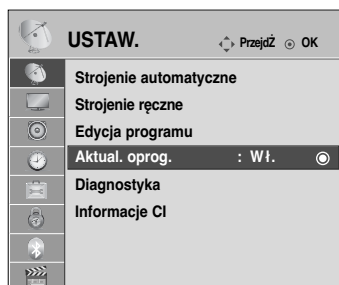 USTAW. PrzejdŹ OK
Strojenie automatyczne
Strojenie ręczne
Edycja programu
Aktual. oprog. : Wł.
Diagnostyka
Informacje CI